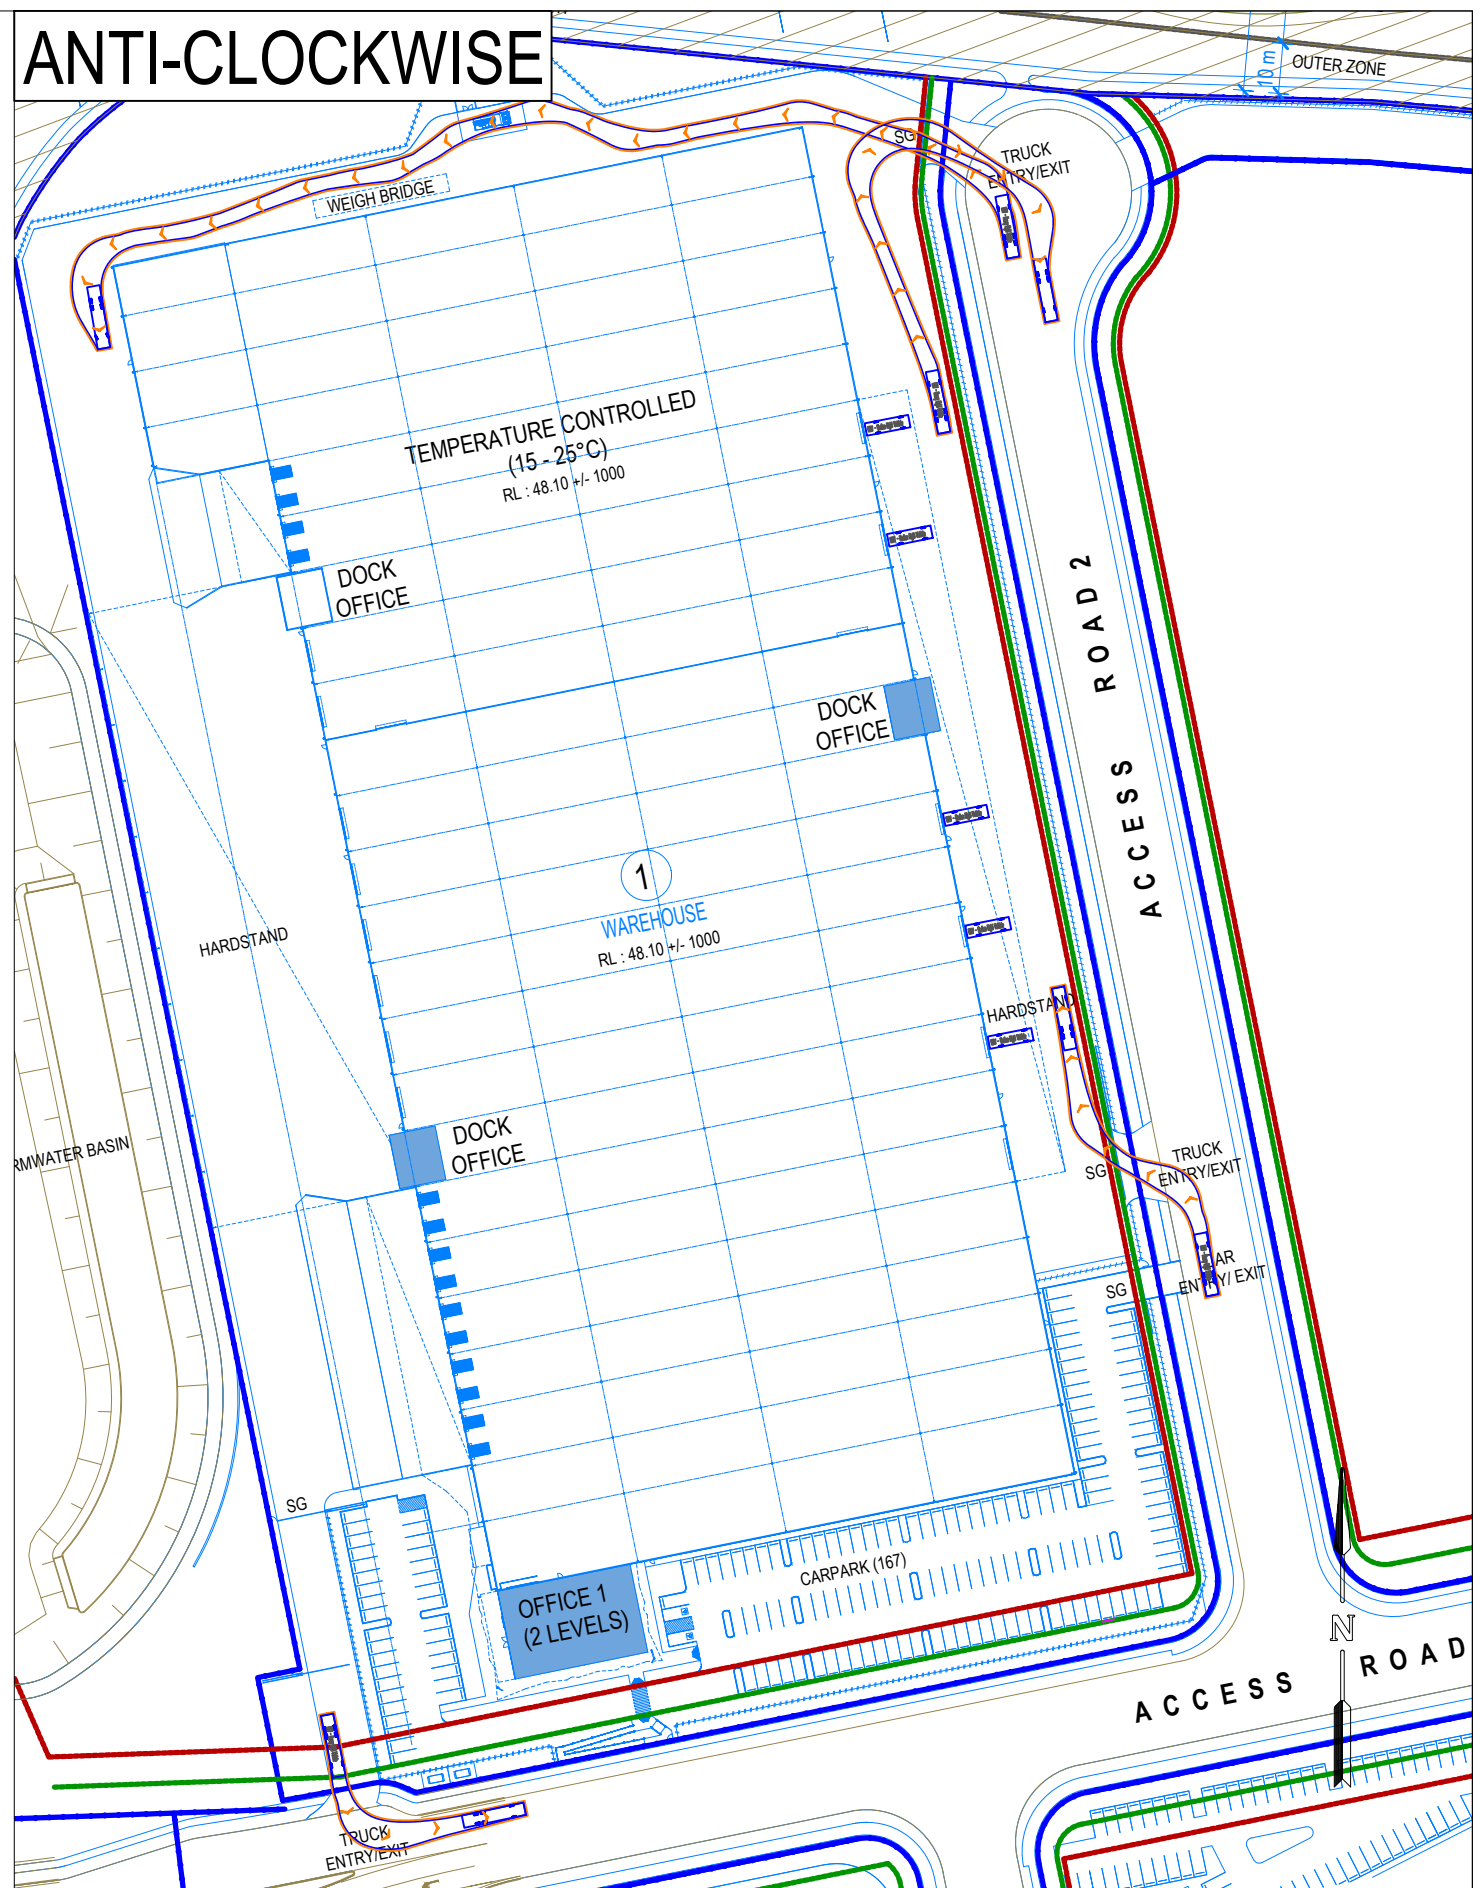 ANTI-CLOCKWISE
OUTER ZONE
10 m
SG
TRUCK
ENTRY/EXIT
WEIGH BRIDGE
TEMPERATURE CONTROLLED
(15 - 25°C)
RL : 48.10 +/- 1000
DOCK
OFFICE
ACCESS ROAD 2
DOCK
OFFICE
1
WAREHOUSE
RL : 48.10 +/- 1000
HARDSTAND
HARDSTAND
DOCK
OFFICE
RMWATER BASIN
SG
TRUCK
ENTRY/EXIT
AR
ENTRY/ EXIT
SG
SG
CARPARK (167)
OFFICE 1
(2 LEVELS)
N
ACCESS ROAD
TRUCK
ENTRY/EXIT